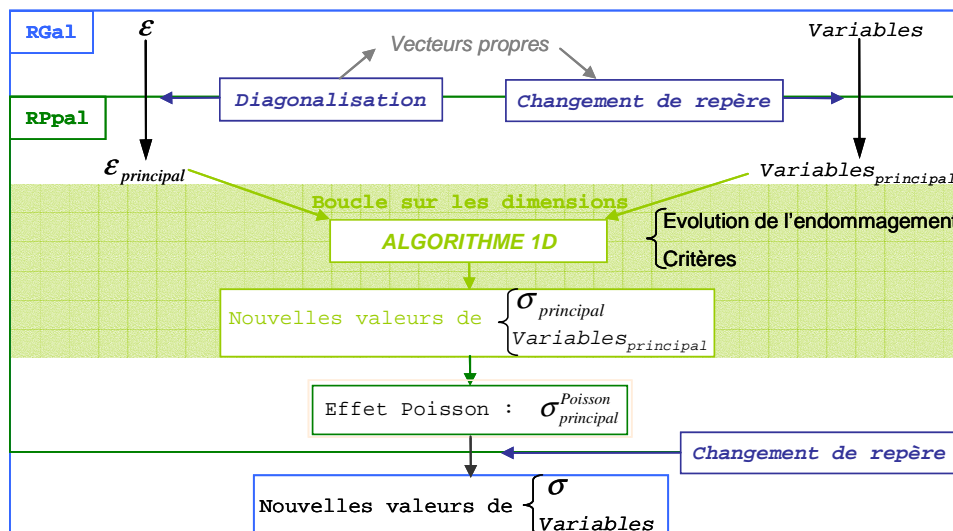 RGal
ε
Variables
Vecteurs propres
Diagonalisation
Changement de repère
RPpal
ε principal
Variables principal
Boucle sur les dimensions
ALGORITHME 1D
Evolution de l'endommagement
Critères
Nouvelles valeurs de { σ principal
Variables principal
Effet Poisson : σ Poisson principal
Changement de repère
Nouvelles valeurs de { σ
Variables